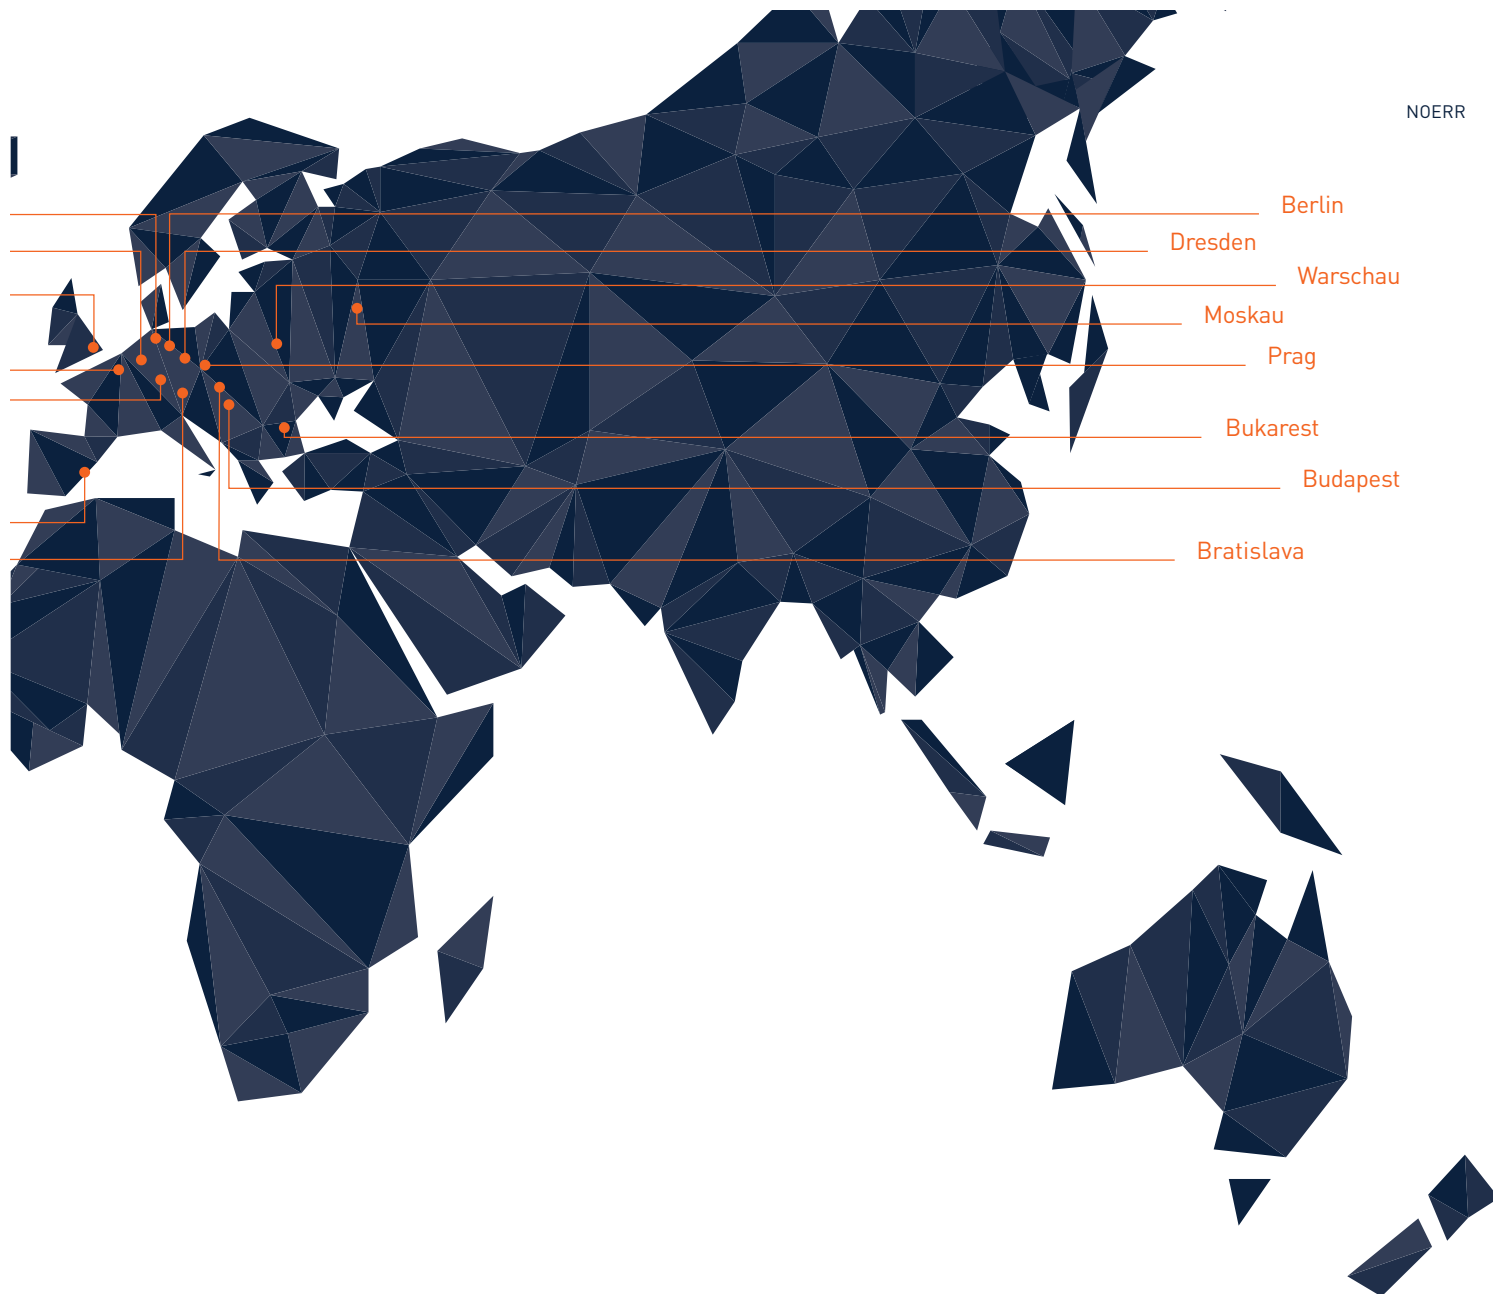 NOERR
Berlin
Dresden
Warschau
Moskau
Prag
Bukarest
Budapest
Bratislava